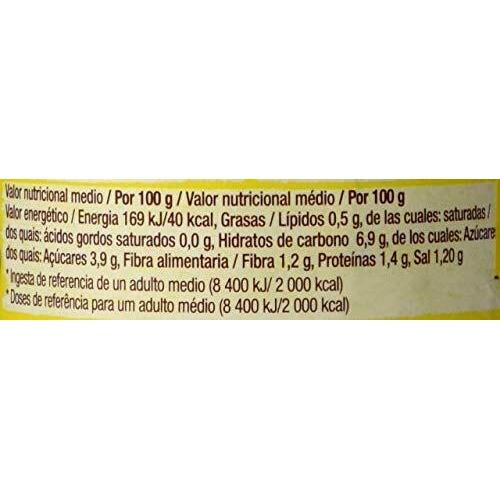 Valor nutricional medio / Por 100 g / Valor nutricional médio / Por 100 g
Valor energético / Energia 169 kJ/40 kcal, Grasas / Lípidos 0,5 g, de las cuales: saturadas /
dos quais: ácidos gordos saturados 0,0 g, Hidratos de carbono 6,9 g, de los cuales: Azúcare
dos quais: Açúcares 3,9 g, Fibra alimentaria / Fibra 1,2 g, Proteínas 1,4 g, Sal 1,20 g
* Ingesta de referencia de un adulto medio (8 400 kJ/ 2 000 kcal)
* Doses de referência para um adulto médio (8 400 kJ/2 000 kcal)